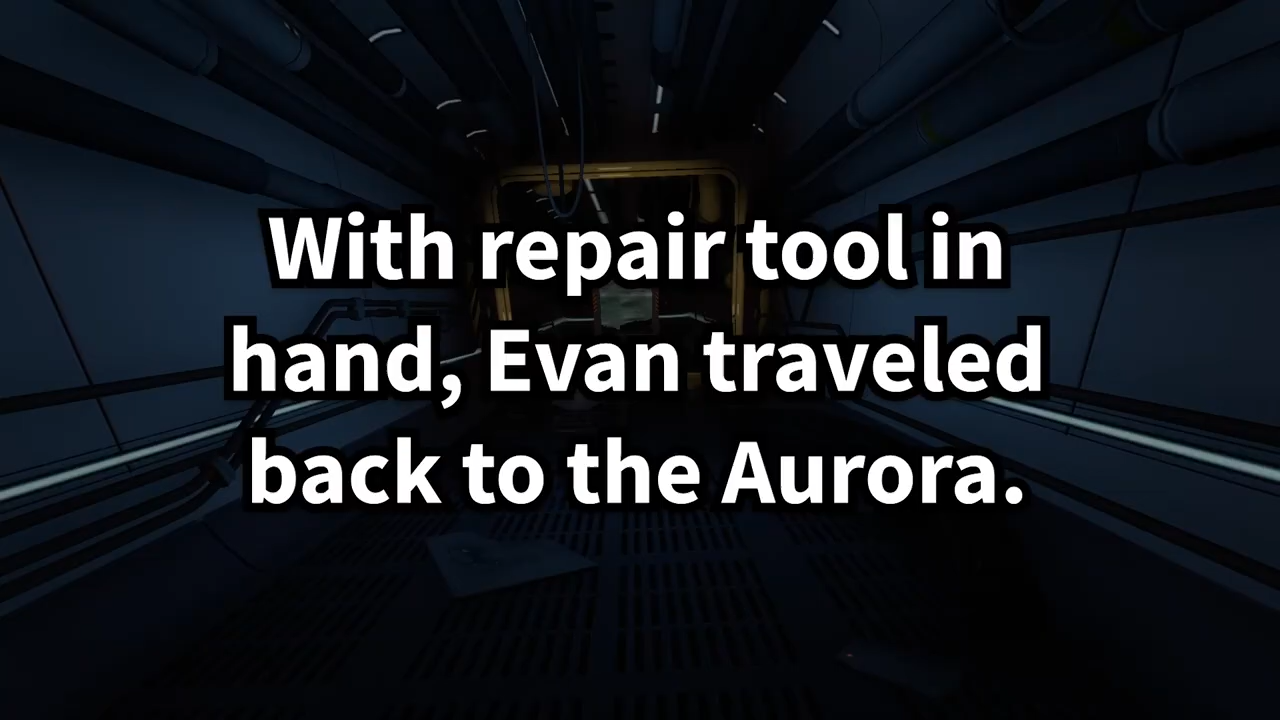 With repair tool in
hand, Evan traveled
back to the Aurora.